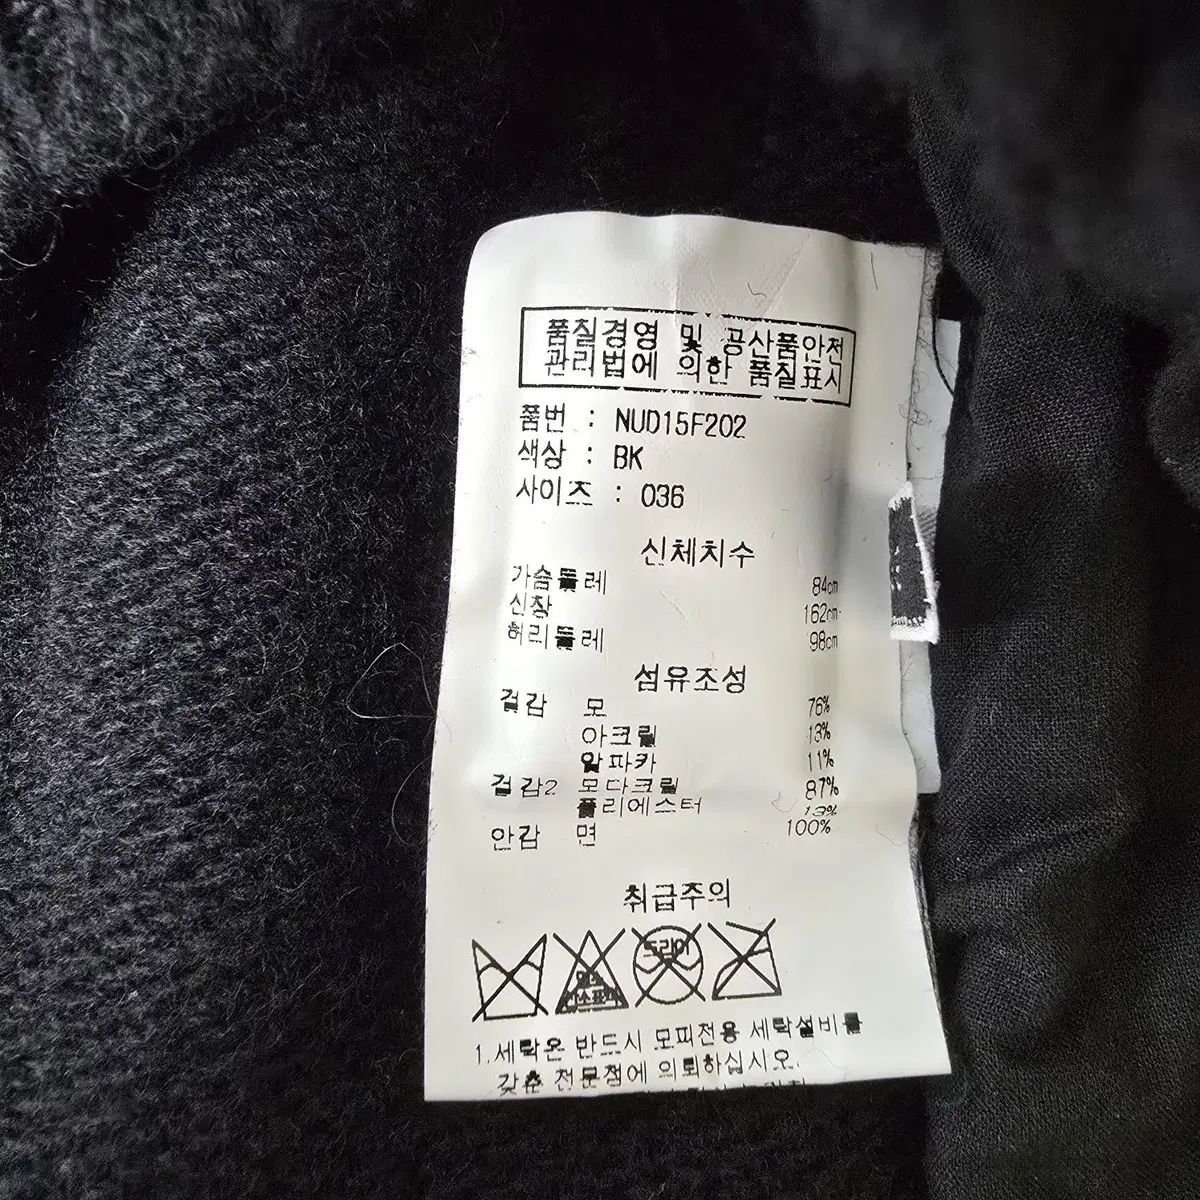 품질경영 및 공산품안전
관리법에 의한 품질표시
품번 : NUD15F202
색상 : BK
사이즈 : 036
신체치수
가슴둘레 84cm
신장 162cm
허리둘레 98cm
섬유조성
겉감 모 76%
아크릴 13%
알파카 11%
겉감2 모다크릴 87%
폴리에스터 13%
안감 면 100%
취급주의
드라이
1.세탁은 반드시 모피전용 세탁설비를
갖춘 전문점에 의뢰하십시오.